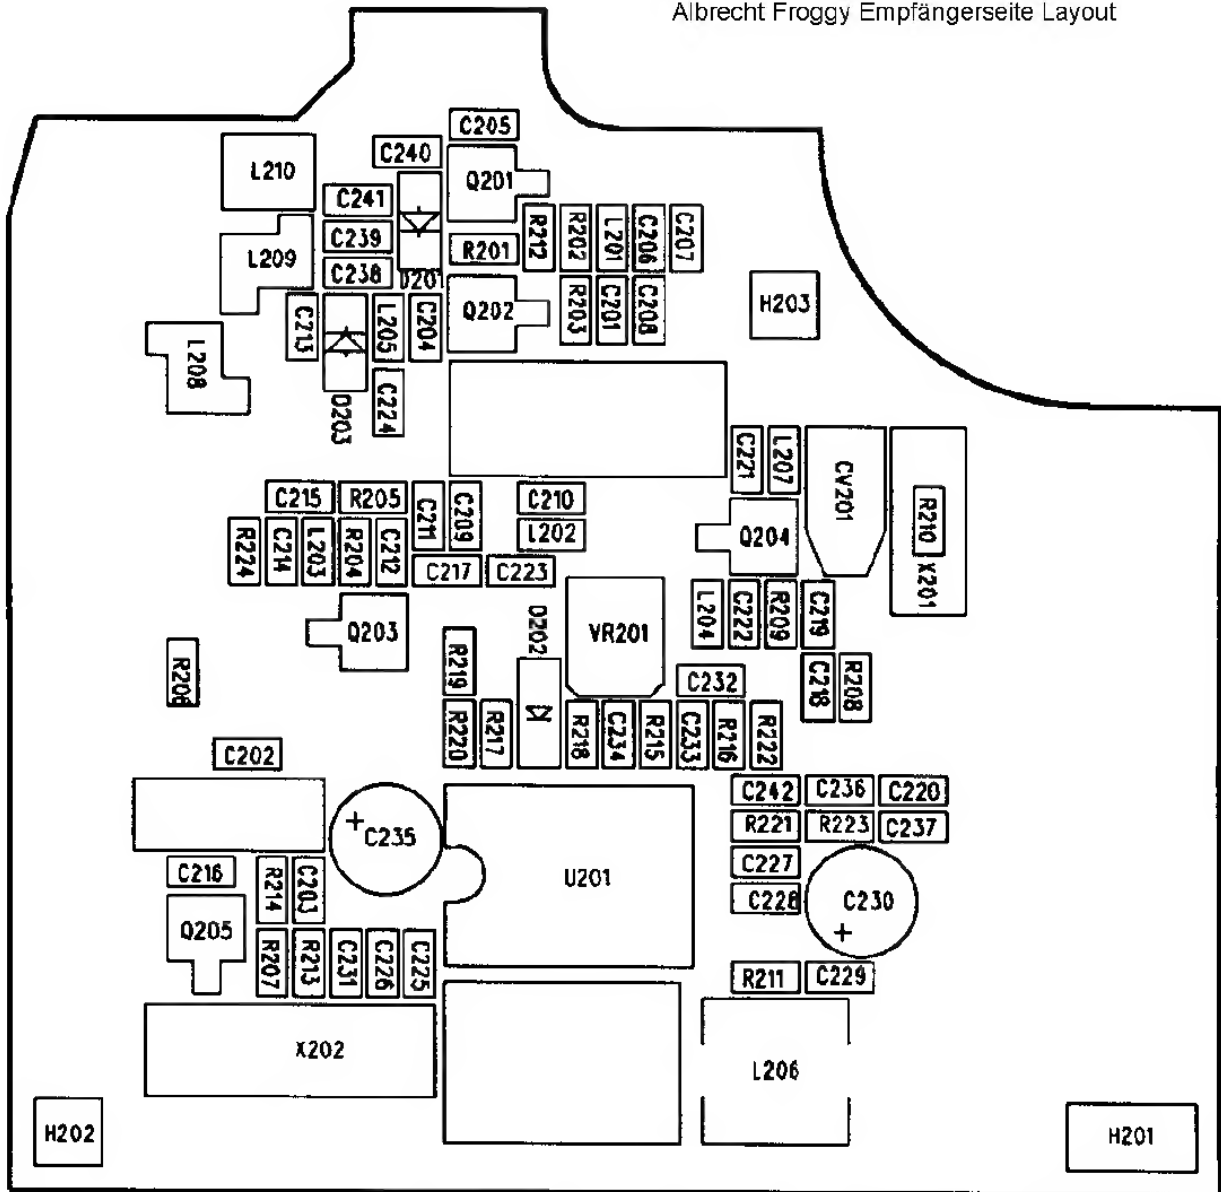 Albrecht Froggy Empfängerseite Layout
C205
C240
L210
Q201
C241
C239
L209
R201
R212
R202
L201
C206
C207
C238
D201
Q202
H203
C213
L205
C204
R203
C201
C208
L208
C224
D203
C221
L207
CV201
C215
R205
C211
C209
C210
R210
R224
C214
L203
R204
C212
L202
Q204
C217
C223
X201
D202
L204
C222
R209
C219
Q203
VR201
R206
R219
C232
C218
R208
R220
R217
R218
C234
R215
C233
R216
R222
C202
C242
C236
C220
+
C235
R221
R223
C237
C216
R214
C203
U201
C227
C228
C230
+
Q205
R207
R213
C231
C226
C225
R211
C229
X202
L206
H202
H201